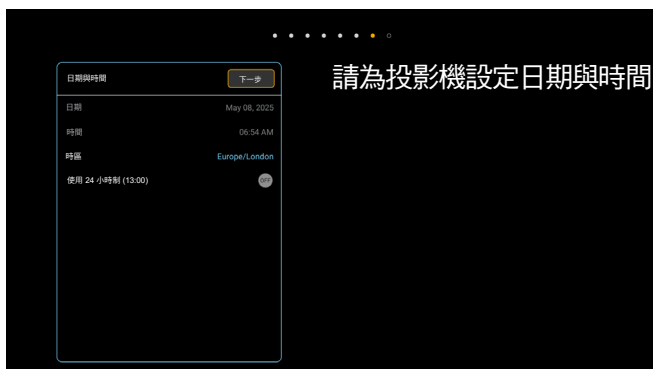 日期與時間
下一步
請為投影機設定日期與時間
日期
May 08, 2025
時間
06:54 AM
時區
Europe/London
使用 24 小時制 (13:00)
OFF